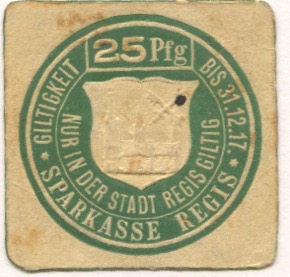 25 Pfg
GILTIGKEIT BIS 31.12.17.
NUR IN DER STADT REGIS GILTIG
* SPARKASSE REGIS *